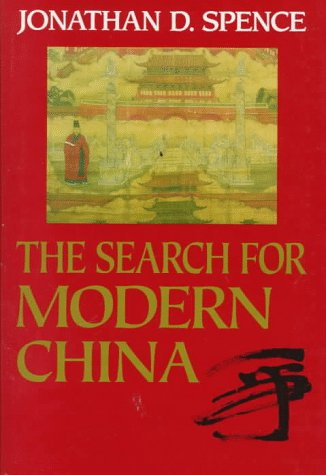 JONATHAN D. SPENCE
THE SEARCH FOR
MODERN
CHINA